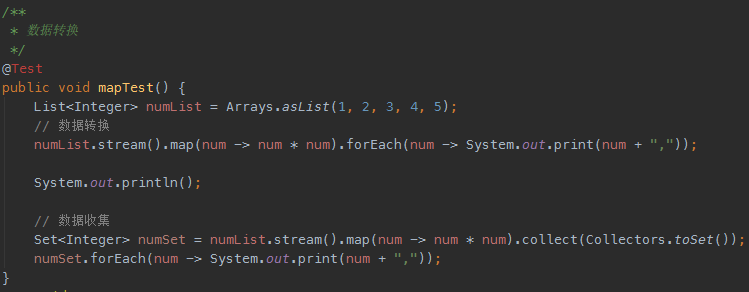 /**
 * 数据转换
 */
@Test
public void mapTest() {
    List<Integer> numList = Arrays.asList(1, 2, 3, 4, 5);
    // 数据转换
    numList.stream().map(num -> num * num).forEach(num -> System.out.print(num + ","));
    System.out.println();
    // 数据收集
    Set<Integer> numSet = numList.stream().map(num -> num * num).collect(Collectors.toSet());
    numSet.forEach(num -> System.out.print(num + ","));
}